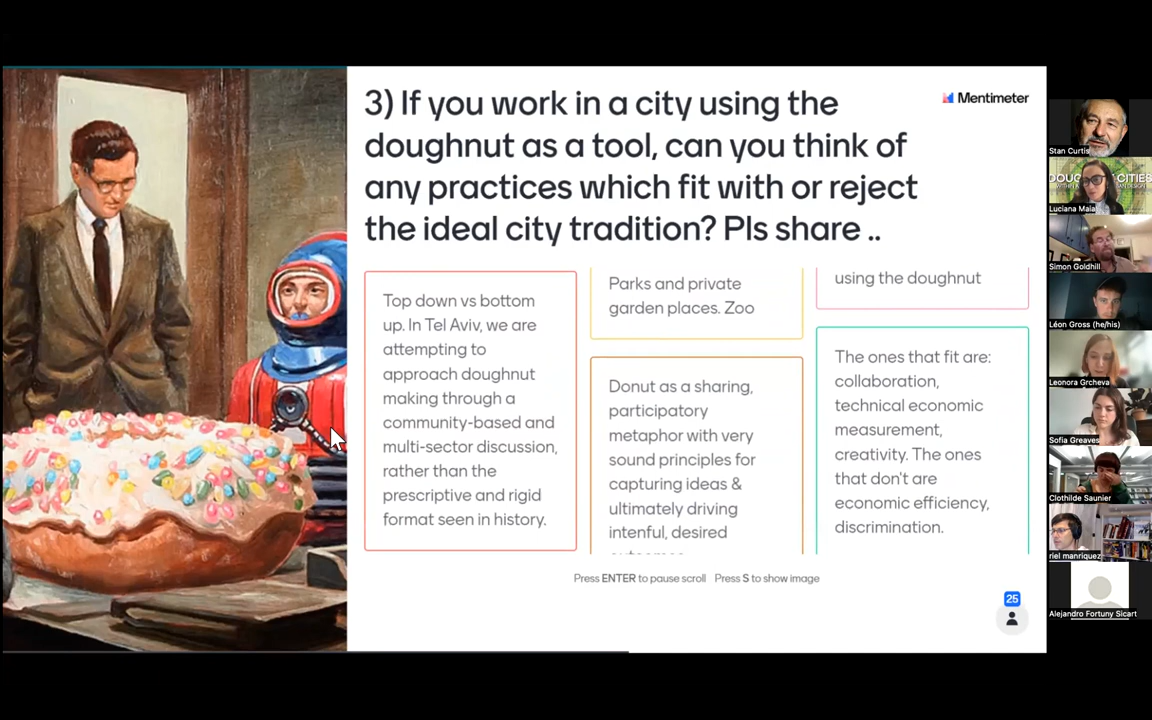 3) If you work in a city using the
doughnut as a tool, can you think of
any practices which fit with or reject
the ideal city tradition? Pls share ..
Mentimeter
Top down vs bottom
up. In Tel Aviv, we are
attempting to
approach doughnut
making through a
community-based and
multi-sector discussion,
rather than the
prescriptive and rigid
format seen in history.
Parks and private
garden places. Zoo
Donut as a sharing,
participatory
metaphor with very
sound principles for
capturing ideas &
ultimately driving
intenful, desired
using the doughnut
The ones that fit are:
collaboration,
technical economic
measurement,
creativity. The ones
that don't are
economic efficiency,
discrimination.
Press ENTER to pause scroll Press S to show image
25
Stan Curtis
Luciana Maia
Simon Goldhill
Léon Gross (he/his)
Leonora Grcheva
Sofia Greaves
Clothilde Saunier
riel manriquez
Alejandro Fortuny Sicart